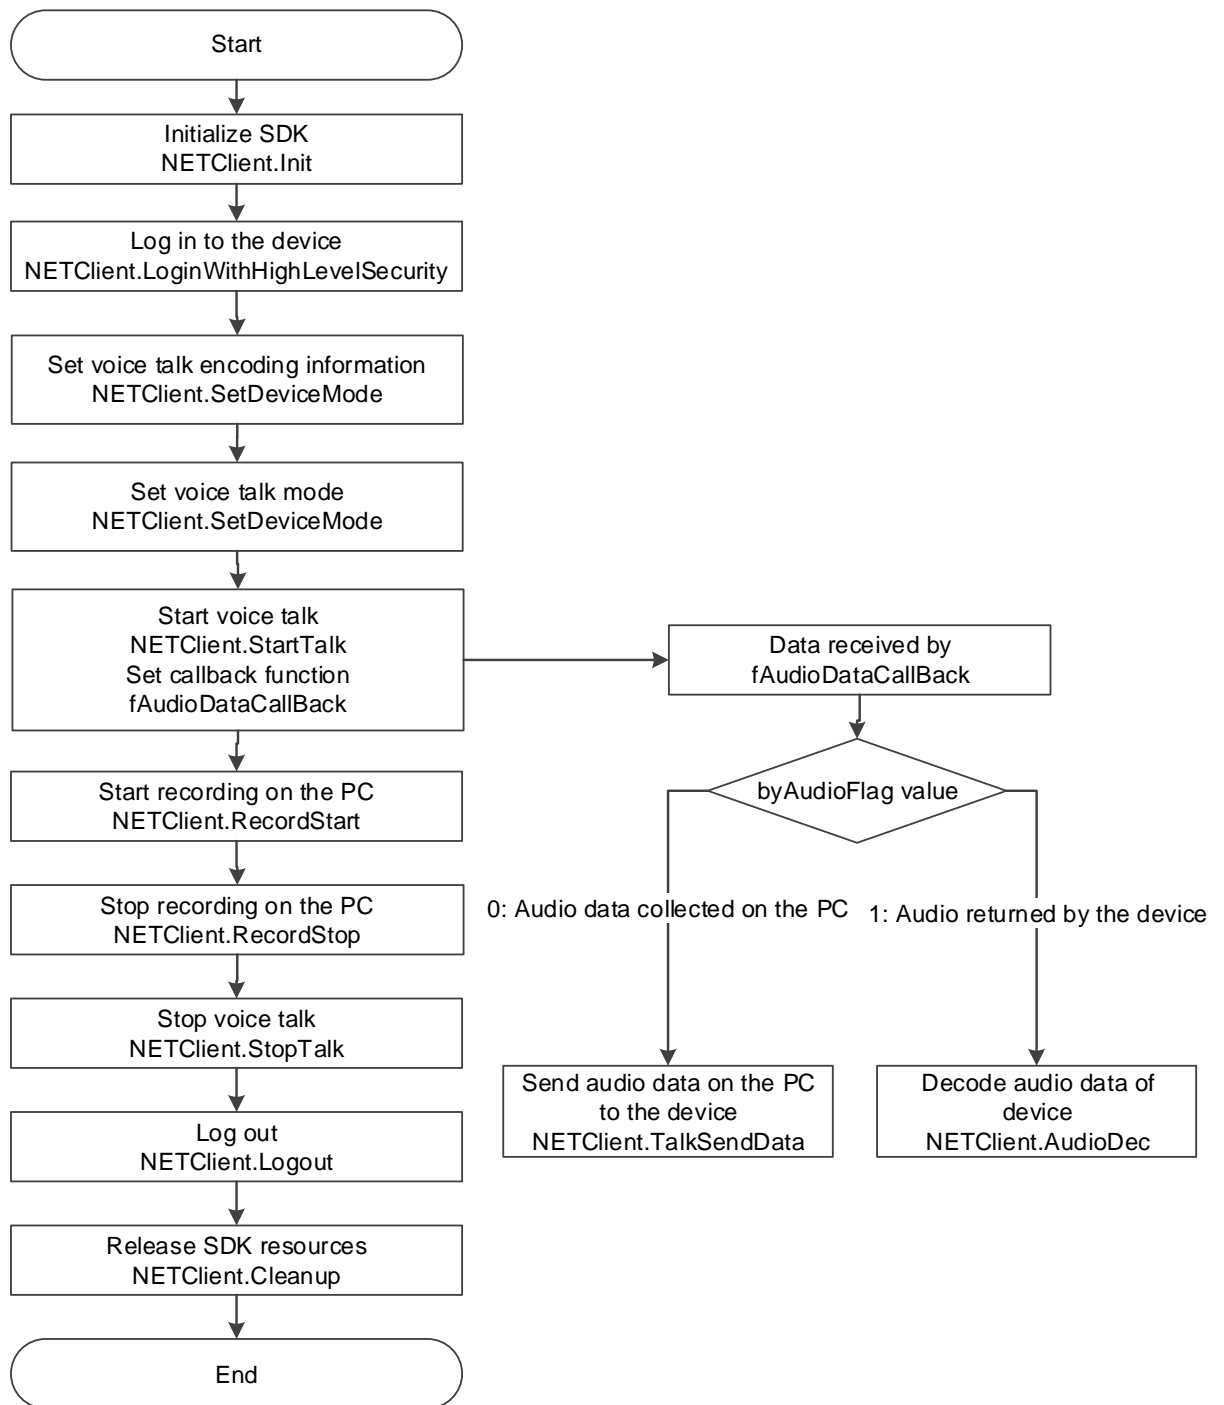 Start
Initialize SDK
NETClient.Init
Log in to the device
NETClient.LoginWithHighLevelSecurity
Set voice talk encoding information
NETClient.SetDeviceMode
Set voice talk mode
NETClient.SetDeviceMode
Start voice talk
NETClient.StartTalk
Set callback function
fAudioDataCallBack
Data received by
fAudioDataCallBack
byAudioFlag value
Start recording on the PC
NETClient.RecordStart
Stop recording on the PC
NETClient.RecordStop
0: Audio data collected on the PC
1: Audio returned by the device
Stop voice talk
NETClient.StopTalk
Send audio data on the PC
to the device
NETClient.TalkSendData
Decode audio data of
device
NETClient.AudioDec
Log out
NETClient.Logout
Release SDK resources
NETClient.Cleanup
End